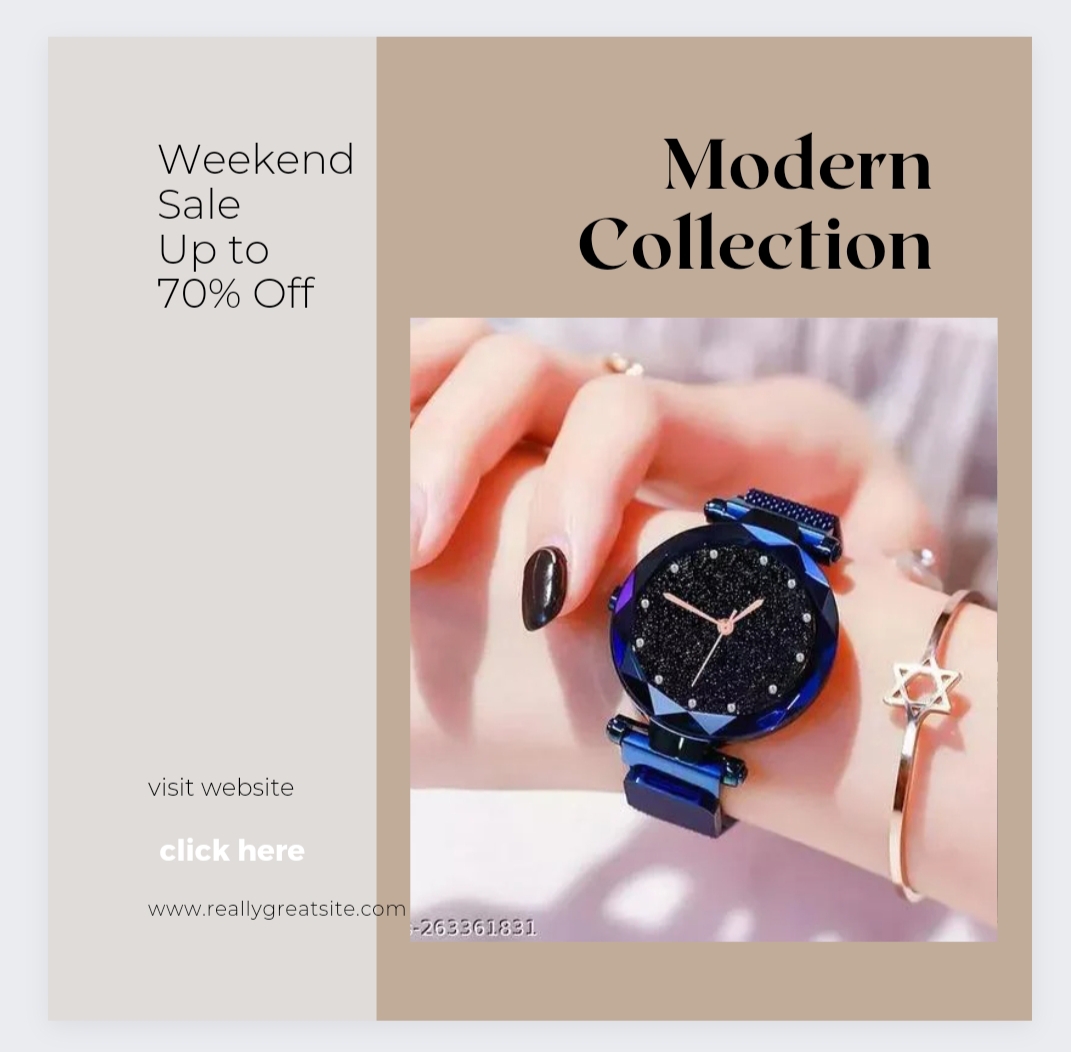 Weekend
Sale
Up to
70% Off
Modern
Collection
visit website
click here
www.reallygreatsite.com
-263361831